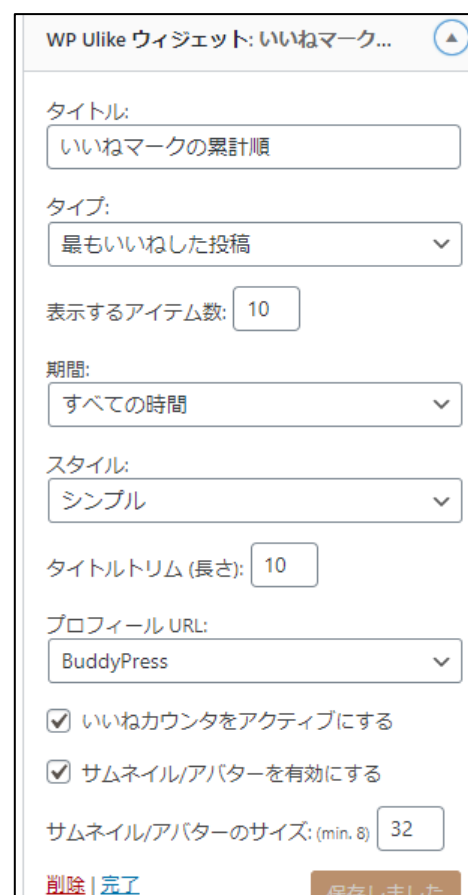 WP Ulike ウィジェット: いいねマーク...
タイトル:
いいねマークの累計順
タイプ:
最もいいねした投稿
表示するアイテム数: 10
期間:
すべての時間
スタイル:
シンプル
タイトルトリム (長さ): 10
プロフィール URL:
BuddyPress
いいねカウンタをアクティブにする
サムネイル/アバターを有効にする
サムネイル/アバターのサイズ: (min. 8) 32
削除 | 完了 保存しました